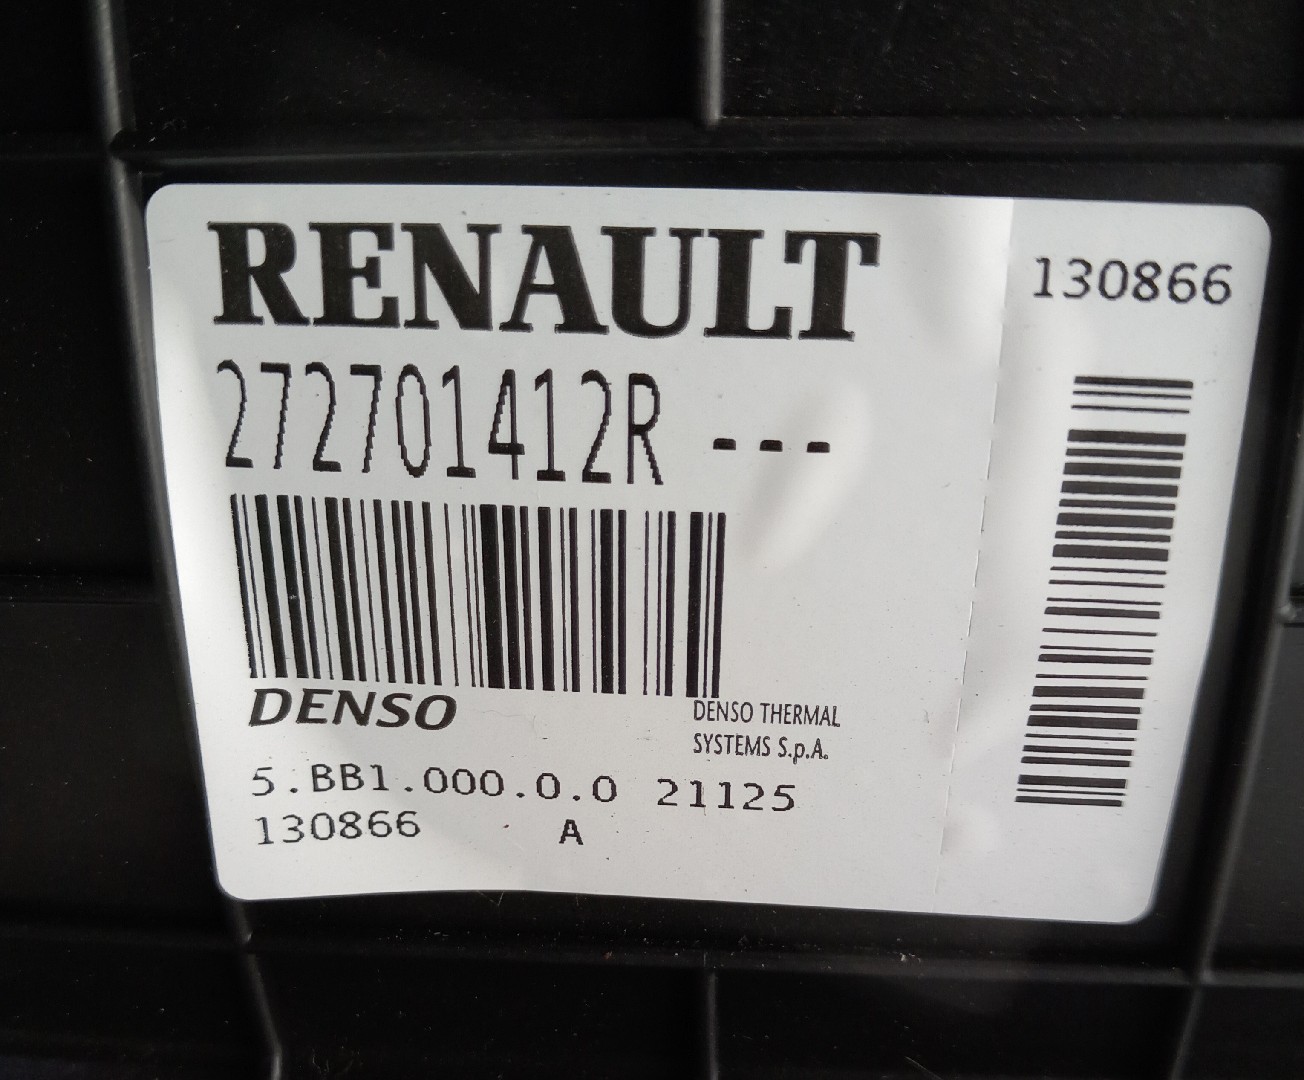 RENAULT
130866
272701412R ---
DENSO
DENSO THERMAL
SYSTEMS S.p.A.
5.BB1.000.0.0 21125
130866 A